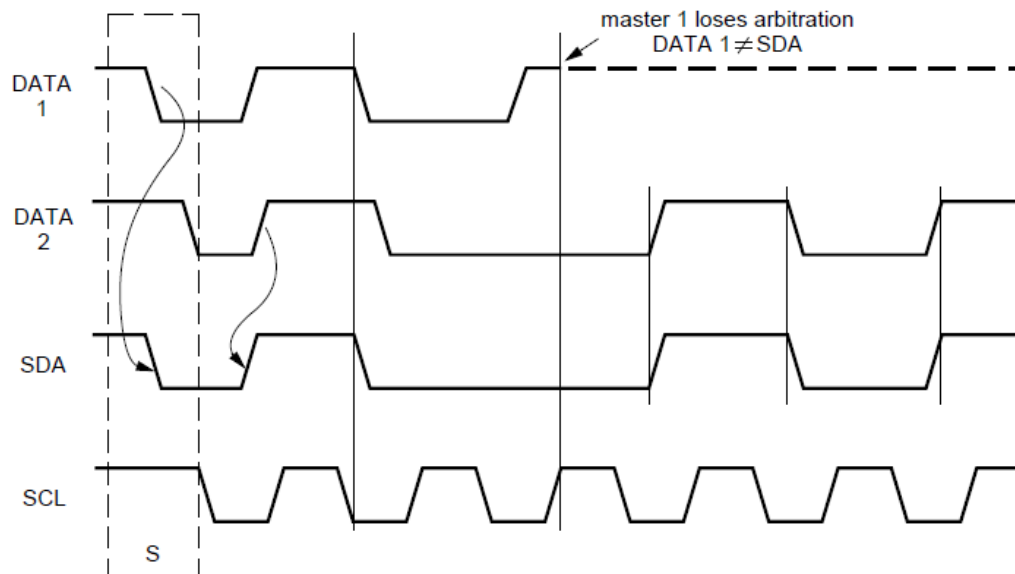 master 1 loses arbitration
DATA 1≠SDA
DATA
1
DATA
2
SDA
SCL
S